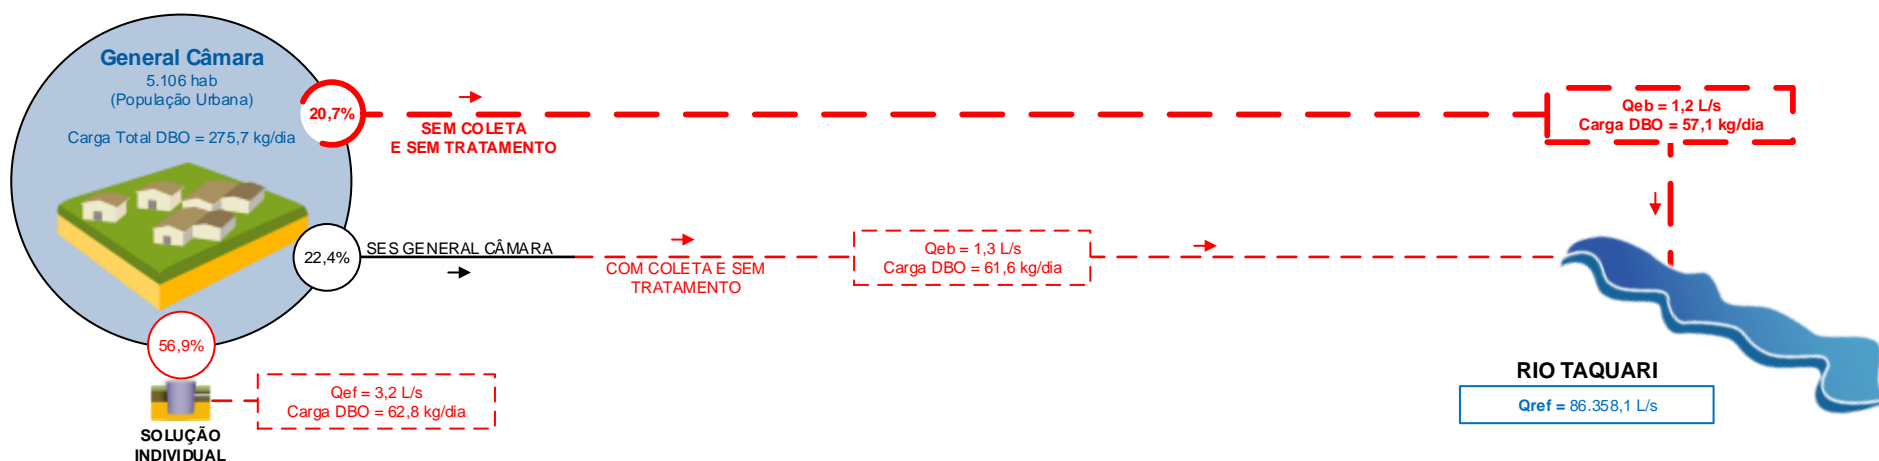 General Câmara
5.106 hab
(População Urbana)
Carga Total DBO = 275,7 kg/dia
20,7%
SEM COLETA
E SEM TRATAMENTO
Qeb = 1,2 L/s
Carga DBO = 57,1 kg/dia
22,4%
SES GENERAL CÂMARA
COM COLETA E SEM
TRATAMENTO
Qeb = 1,3 L/s
Carga DBO = 61,6 kg/dia
56,9%
Qef = 3,2 L/s
Carga DBO = 62,8 kg/dia
SOLUÇÃO
INDIVIDUAL
RIO TAQUARI
Qref = 86.358,1 L/s